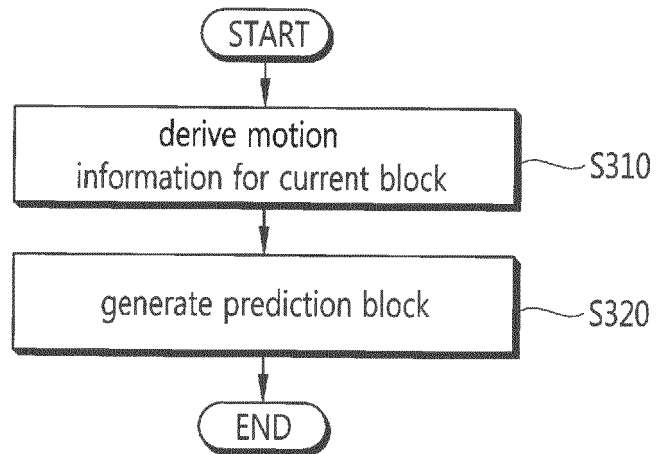 START
derive motion
information for current block
S310
generate prediction block
S320
END